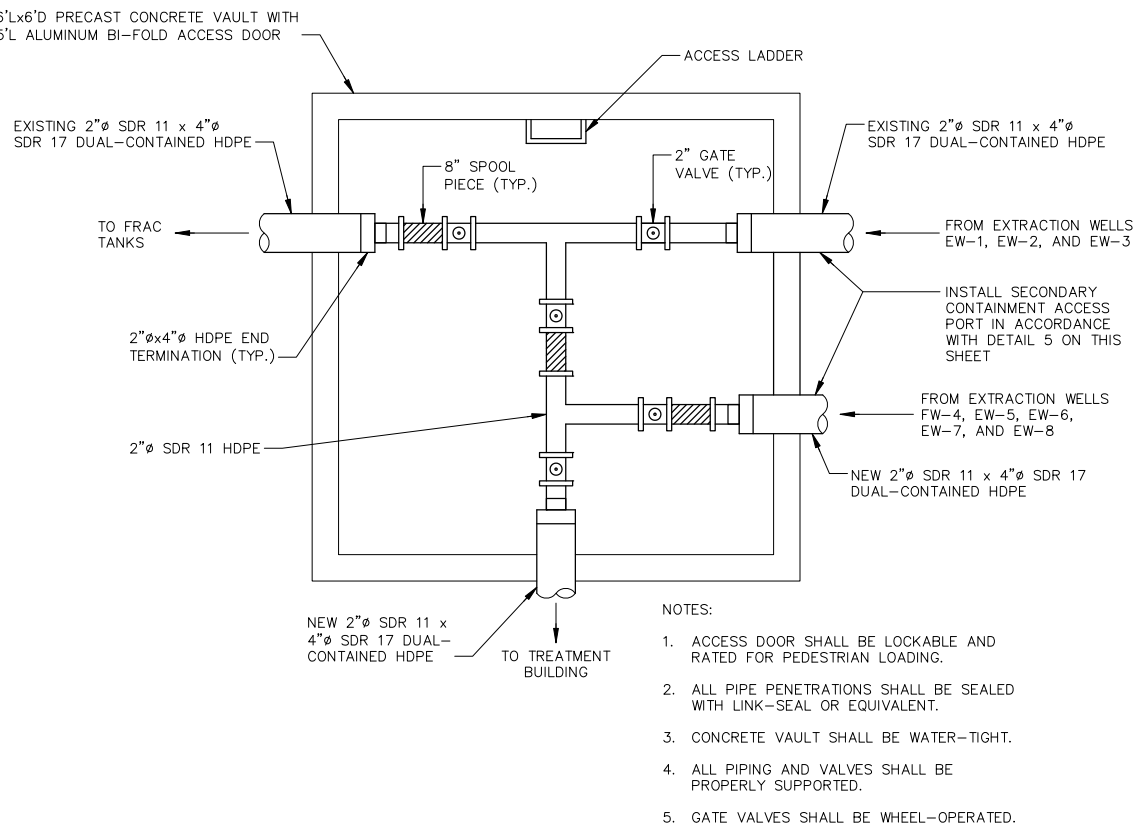 6'Lx6'D PRECAST CONCRETE VAULT WITH
5'L ALUMINUM BI-FOLD ACCESS DOOR
ACCESS LADDER
EXISTING 2"ø SDR 11 x 4"ø
SDR 17 DUAL-CONTAINED HDPE
8" SPOOL
PIECE (TYP.)
2" GATE
VALVE (TYP.)
EXISTING 2"ø SDR 11 x 4"ø
SDR 17 DUAL-CONTAINED HDPE
TO FRAC
TANKS
FROM EXTRACTION WELLS
EW-1, EW-2, AND EW-3
INSTALL SECONDARY
CONTAINMENT ACCESS
PORT IN ACCORDANCE
WITH DETAIL 5 ON THIS
SHEET
2"øx4"ø HDPE END
TERMINATION (TYP.)
FROM EXTRACTION WELLS
FW-4, EW-5, EW-6,
EW-7, AND EW-8
2"ø SDR 11 HDPE
NEW 2"ø SDR 11 x 4"ø SDR 17
DUAL-CONTAINED HDPE
NEW 2"ø SDR 11 x
4"ø SDR 17 DUAL-
CONTAINED HDPE
TO TREATMENT
BUILDING
NOTES:
1. ACCESS DOOR SHALL BE LOCKABLE AND
RATED FOR PEDESTRIAN LOADING.
2. ALL PIPE PENETRATIONS SHALL BE SEALED
WITH LINK-SEAL OR EQUIVALENT.
3. CONCRETE VAULT SHALL BE WATER-TIGHT.
4. ALL PIPING AND VALVES SHALL BE
PROPERLY SUPPORTED.
5. GATE VALVES SHALL BE WHEEL-OPERATED.